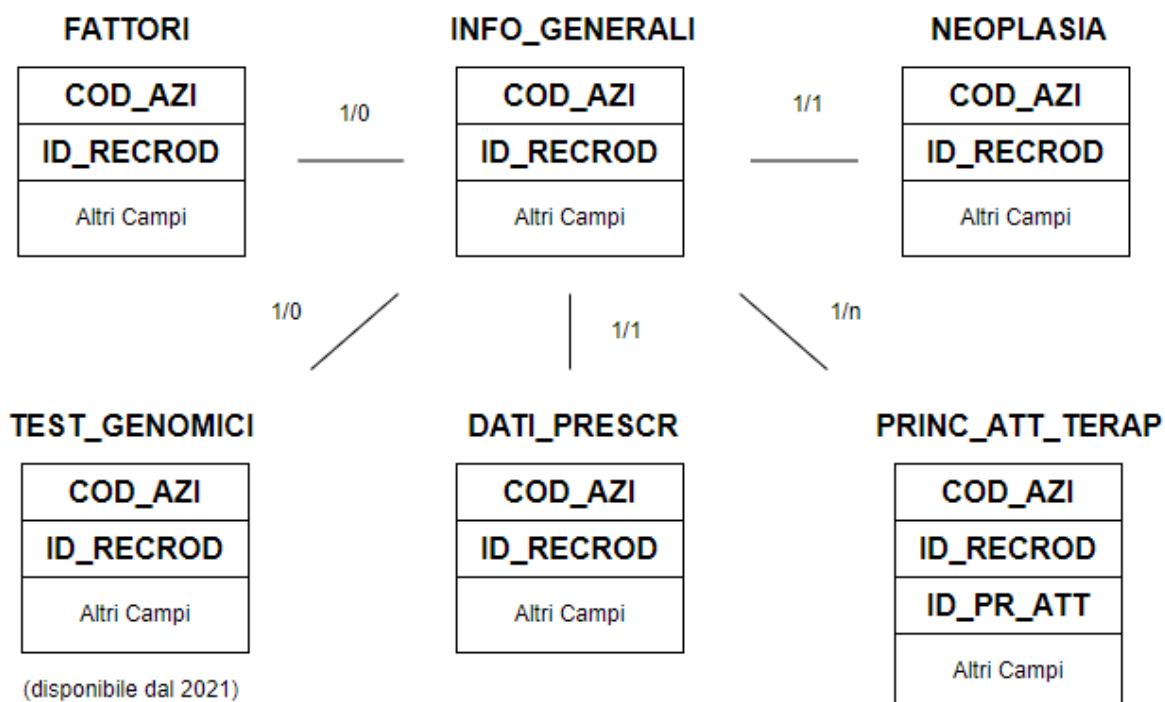 FATTORI
COD_AZI
ID_RECROD
Altri Campi
1/0
INFO_GENERALI
COD_AZI
ID_RECROD
Altri Campi
1/1
NEOPLASIA
COD_AZI
ID_RECROD
Altri Campi
1/0
1/1
1/n
TEST_GENOMICI
COD_AZI
ID_RECROD
Altri Campi
(disponibile dal 2021)
DATI_PRESCR
COD_AZI
ID_RECROD
Altri Campi
PRINC_ATT_TERAP
COD_AZI
ID_RECROD
ID_PR_ATT
Altri Campi